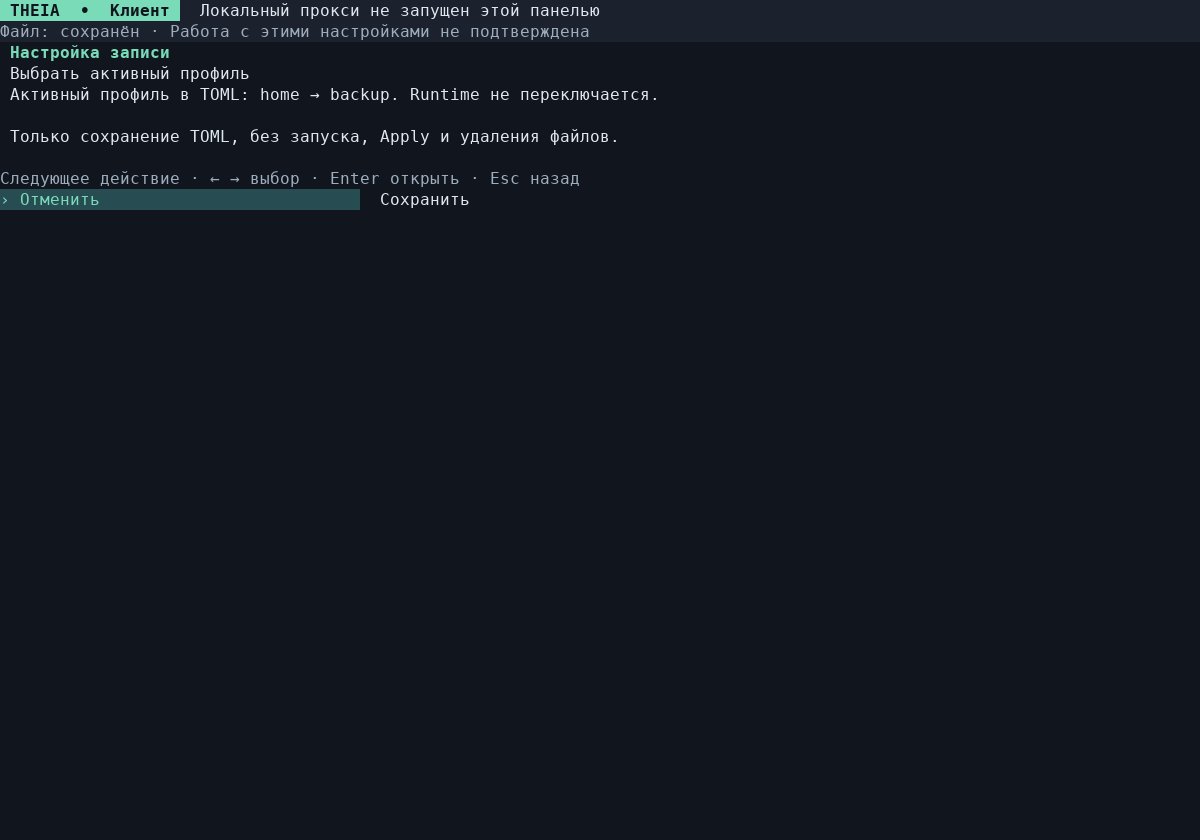 THEIA • Клиент Локальный прокси не запущен этой панелью
Файл: сохранён · Работа с этими настройками не подтверждена
Настройка записи
Выбрать активный профиль
Активный профиль в TOML: home → backup. Runtime не переключается.
Только сохранение TOML, без запуска, Apply и удаления файлов.
Следующее действие · ← → выбор · Enter открыть · Esc назад
› Отменить Сохранить